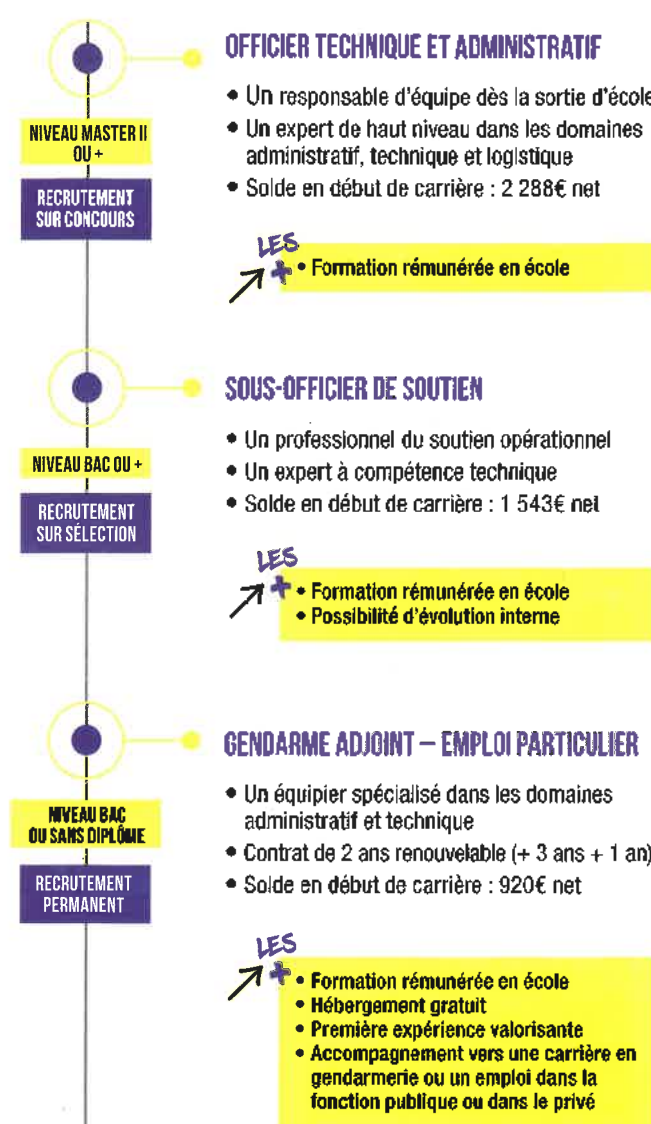 OFFICIER TECHNIQUE ET ADMINISTRATIF
• Un responsable d'équipe dès la sortie d'école
• Un expert de haut niveau dans les domaines
administratif, technique et logistique
• Solde en début de carrière : 2 288€ net
NIVEAU MASTER II
OU +
RECRUTEMENT
SUR CONCOURS
LES
+ • Formation rémunérée en école
SOUS-OFFICIER DE SOUTIEN
• Un professionnel du soutien opérationnel
• Un expert à compétence technique
• Solde en début de carrière : 1 543€ net
NIVEAU BAC OU +
RECRUTEMENT
SUR SÉLECTION
LES
+ • Formation rémunérée en école
• Possibilité d'évolution interne
GENDARME ADJOINT – EMPLOI PARTICULIER
• Un équipier spécialisé dans les domaines
administratif et technique
• Contrat de 2 ans renouvelable (+ 3 ans + 1 an)
• Solde en début de carrière : 920€ net
NIVEAU BAC
OU SANS DIPLÔME
RECRUTEMENT
PERMANENT
LES
+ • Formation rémunérée en école
• Hébergement gratuit
• Première expérience valorisante
• Accompagnement vers une carrière en
gendarmerie ou un emploi dans la
fonction publique ou dans le privé